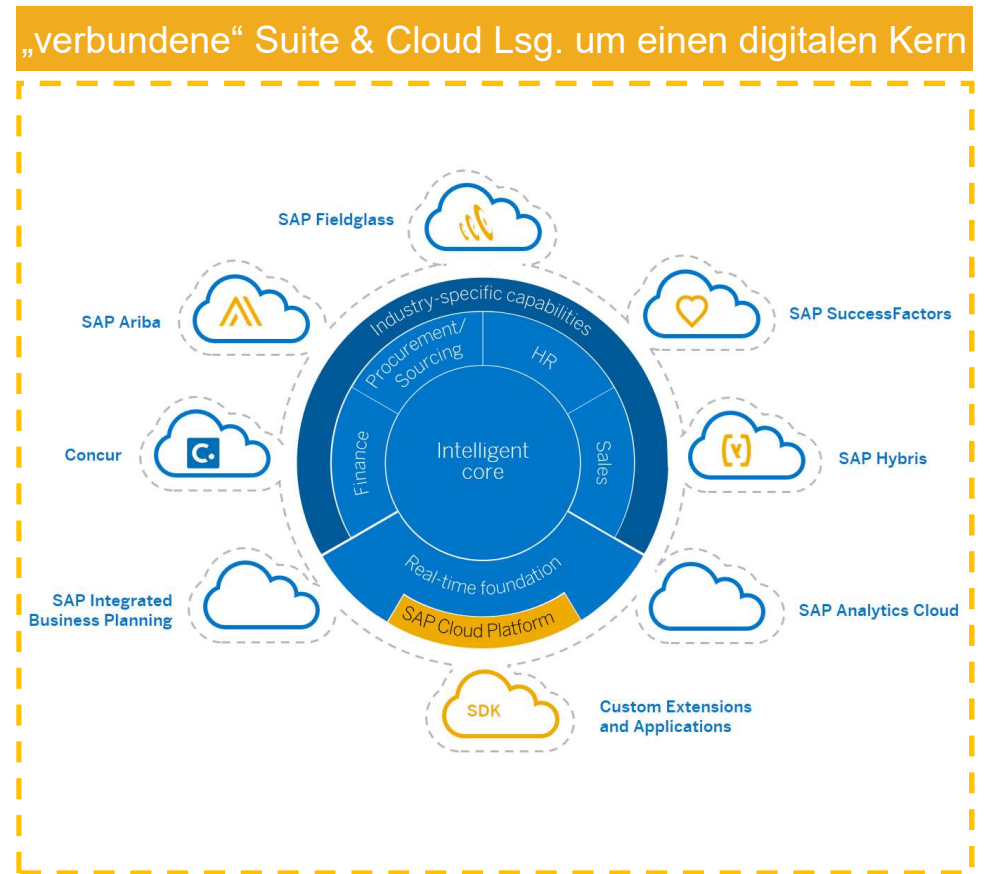 „verbundene“ Suite & Cloud Lsg. um einen digitalen Kern
SAP Fieldglass
SAP Ariba
SAP SuccessFactors
Industry-specific capabilities
Procurement/
Sourcing
HR
Concur
C.
Finance
Intelligent
core
Sales
SAP Hybris
Real-time foundation
SAP Cloud Platform
SAP Integrated
Business Planning
SAP Analytics Cloud
SDK
Custom Extensions
and Applications